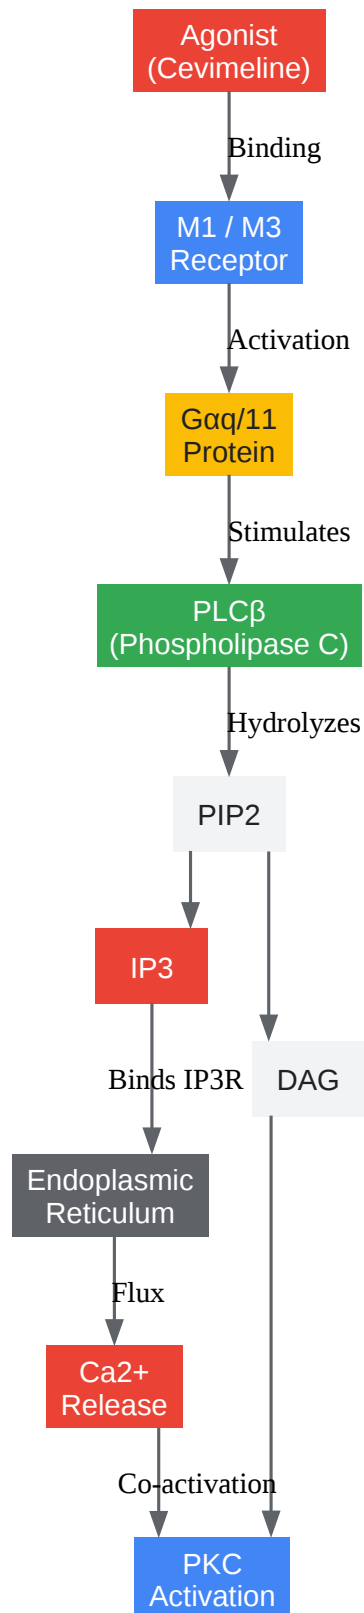 Agonist
(Cevimeline)
Binding
M1 / M3
Receptor
Activation
Gαq/11
Protein
Stimulates
PLCβ
(Phospholipase C)
Hydrolyzes
PIP2
IP3
Binds IP3R
DAG
Endoplasmic
Reticulum
Flux
Ca2+
Release
Co-activation
PKC
Activation